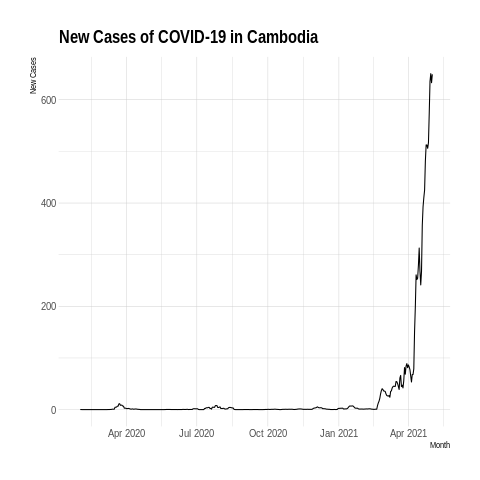 New Cases of COVID-19 in Cambodia
New Cases
600
400
200
0
Apr 2020 Jul 2020 Oct 2020 Jan 2021 Apr 2021
Month